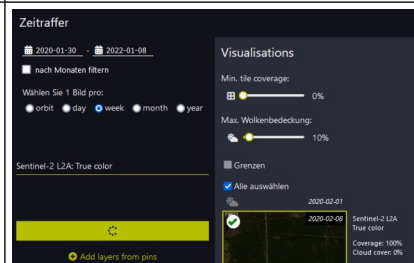 Zeitraffer
2020-01-30 - 2022-01-08
nach Monaten filtern
Wählen Sie 1 Bild pro:
orbit day week month year
Sentinel-2 L2A: True color
Add layers from pins
Visualisations
Min. tile coverage:
0%
Max. Wolkenbedeckung:
10%
Grenzen
Alle auswählen
2020-02-01
2020-02-08
Sentinel-2 L2A
True color
Coverage: 100%
Cloud cover: 0%